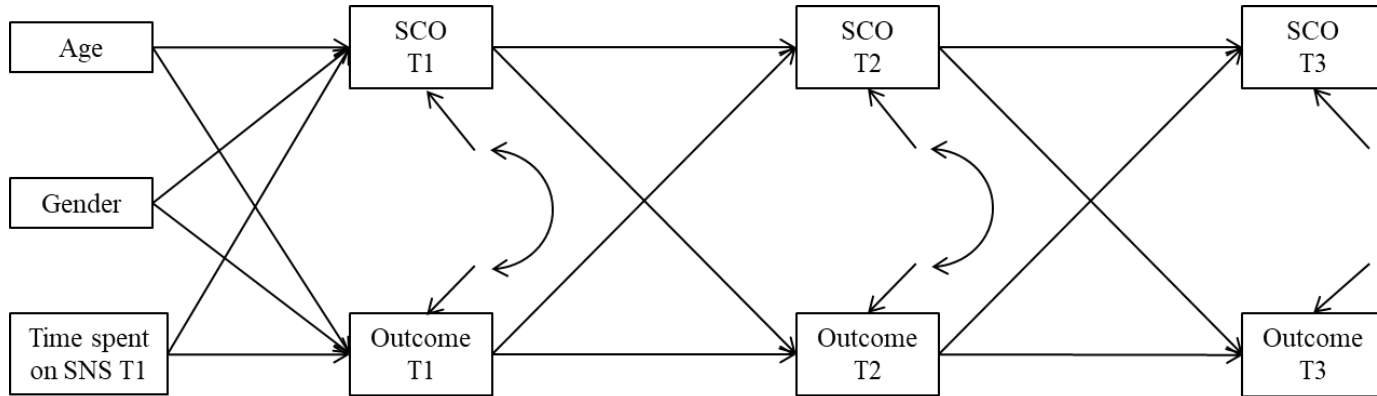 Age
SCO
T1
SCO
T2
SCO
T3
Gender
Time spent
on SNS T1
Outcome
T1
Outcome
T2
Outcome
T3